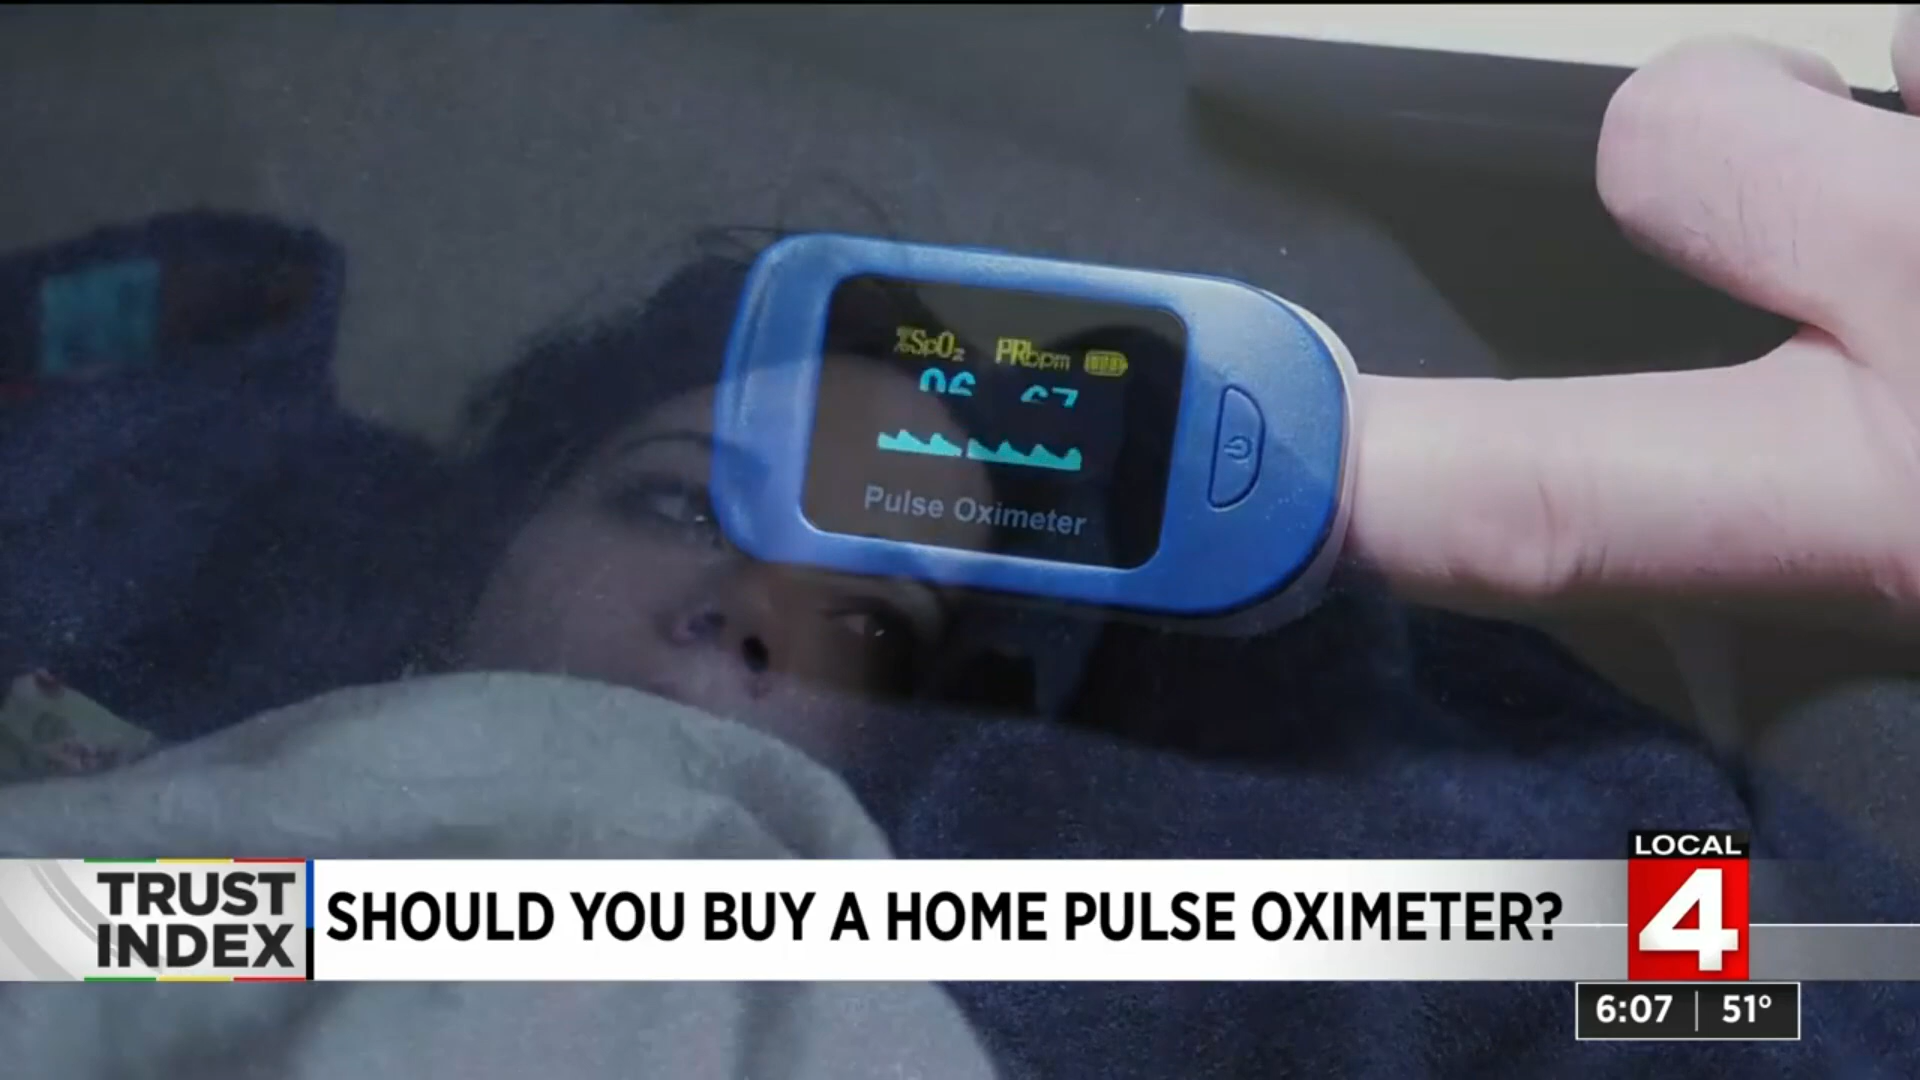 %SpO₂ PRbpm
Pulse Oximeter
TRUST
INDEX
SHOULD YOU BUY A HOME PULSE OXIMETER?
LOCAL
4
6:07 51°